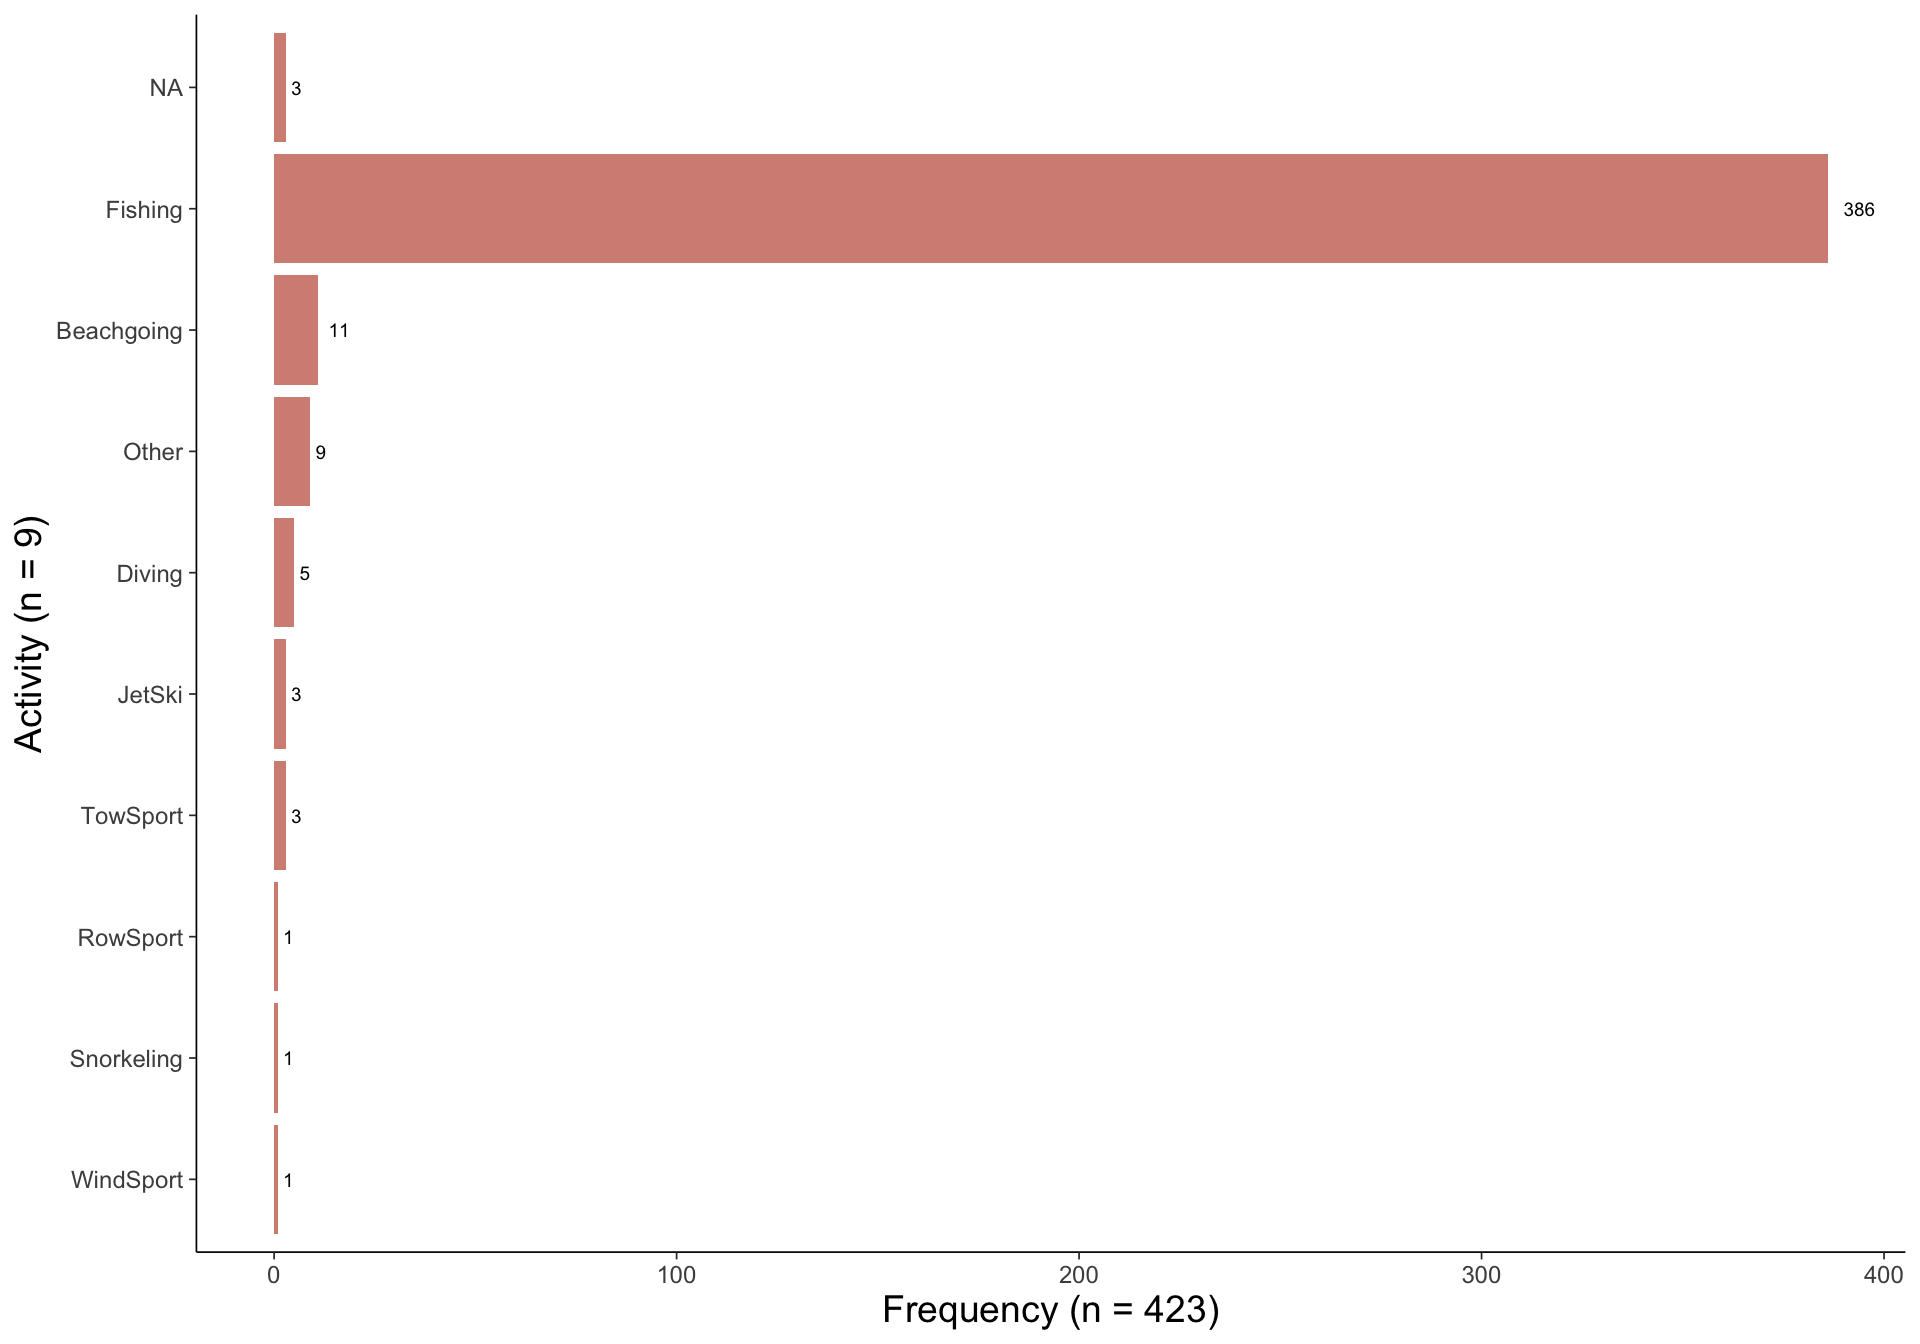 NA
3
Fishing
386
Beachgoing
11
Other
9
Diving
5
JetSki
3
TowSport
3
RowSport
1
Snorkeling
1
WindSport
1
Activity (n = 9)
0 100 200 300 400
Frequency (n = 423)